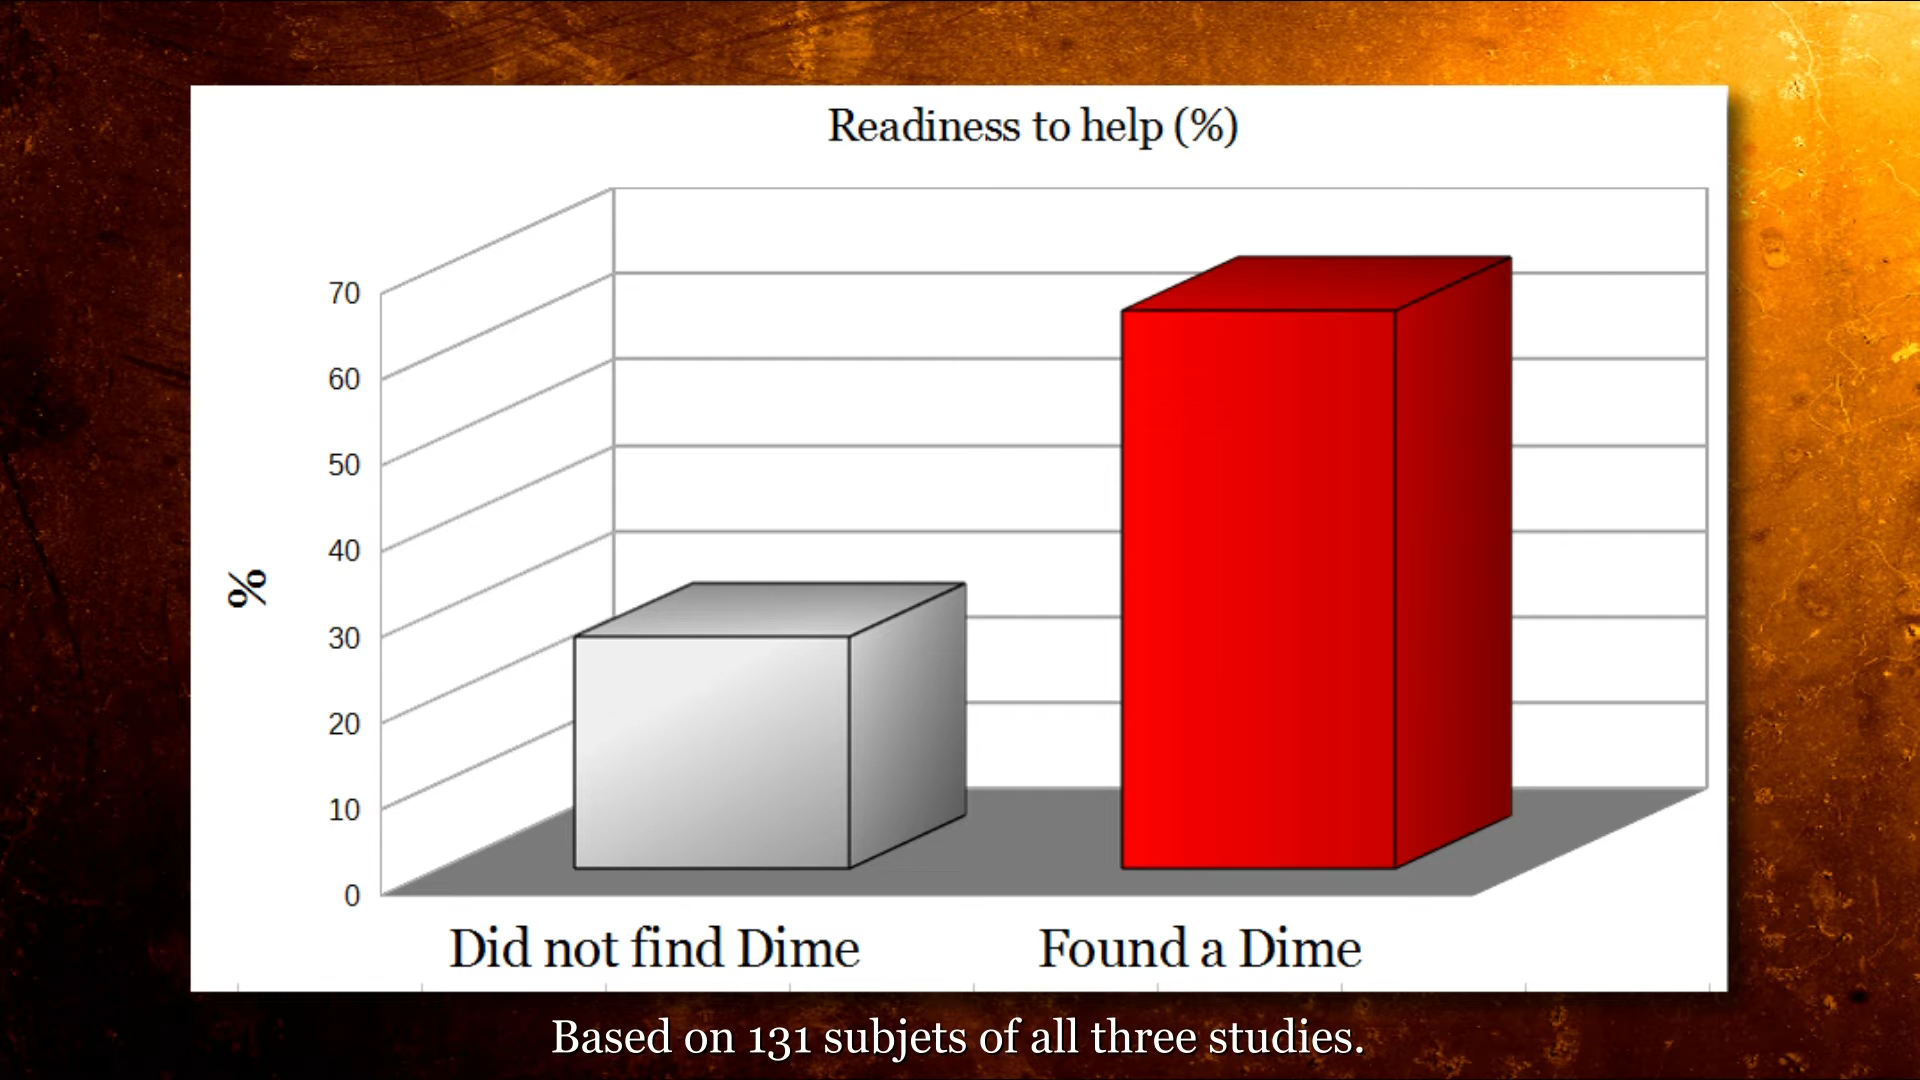 Readiness to help (%)
70
60
50
40
30
20
10
0
%
Did not find Dime
Found a Dime
Based on 131 subjets of all three studies.